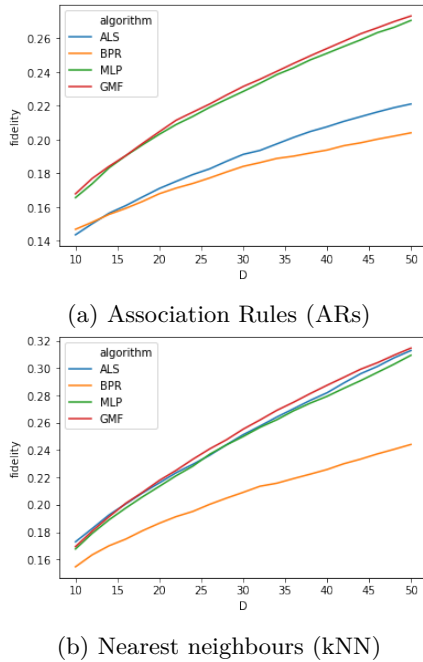 algorithm
ALS
BPR
MLP
GMF
fidelity
0.26
0.24
0.22
0.20
0.18
0.16
0.14
10 15 20 25 30 35 40 45 50
D
(a) Association Rules (ARs)
algorithm
ALS
BPR
MLP
GMF
fidelity
0.32
0.30
0.28
0.26
0.24
0.22
0.20
0.18
0.16
10 15 20 25 30 35 40 45 50
D
(b) Nearest neighbours (kNN)